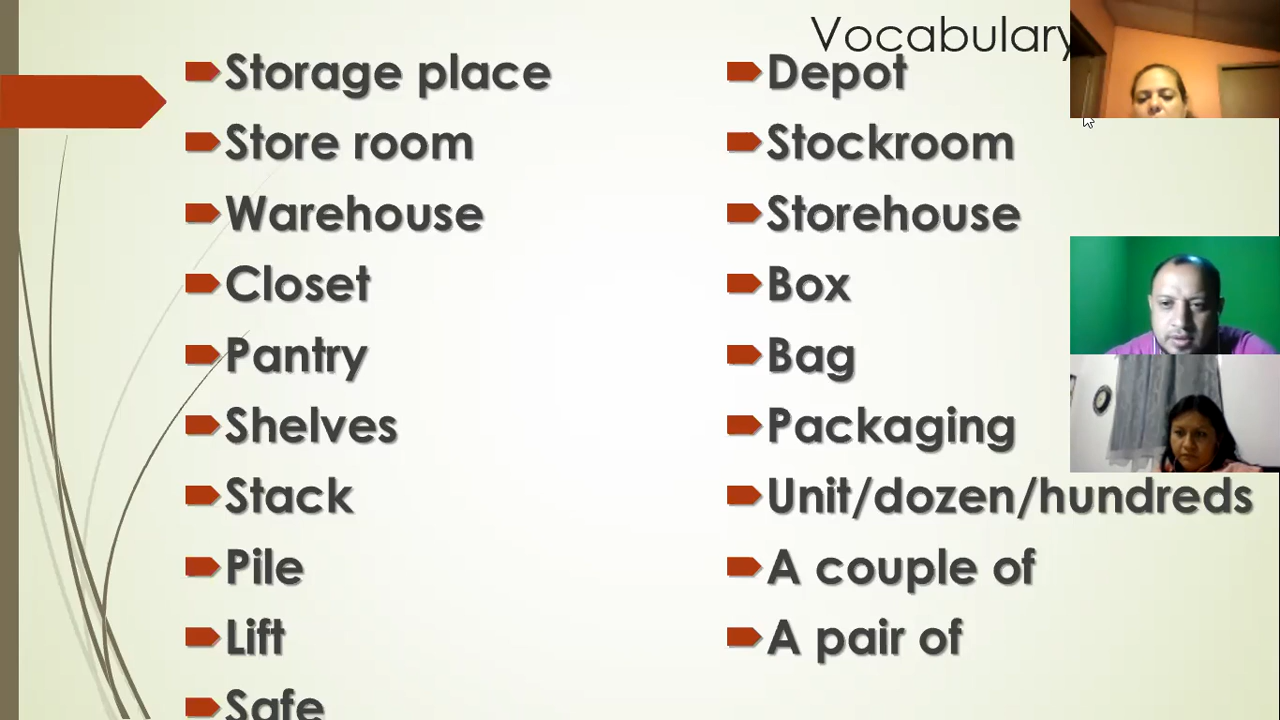 Vocabulary
Storage place
Store room
Warehouse
Closet
Pantry
Shelves
Stack
Pile
Lift
Safe
Depot
Stockroom
Storehouse
Box
Bag
Packaging
Unit/dozen/hundreds
A couple of
A pair of